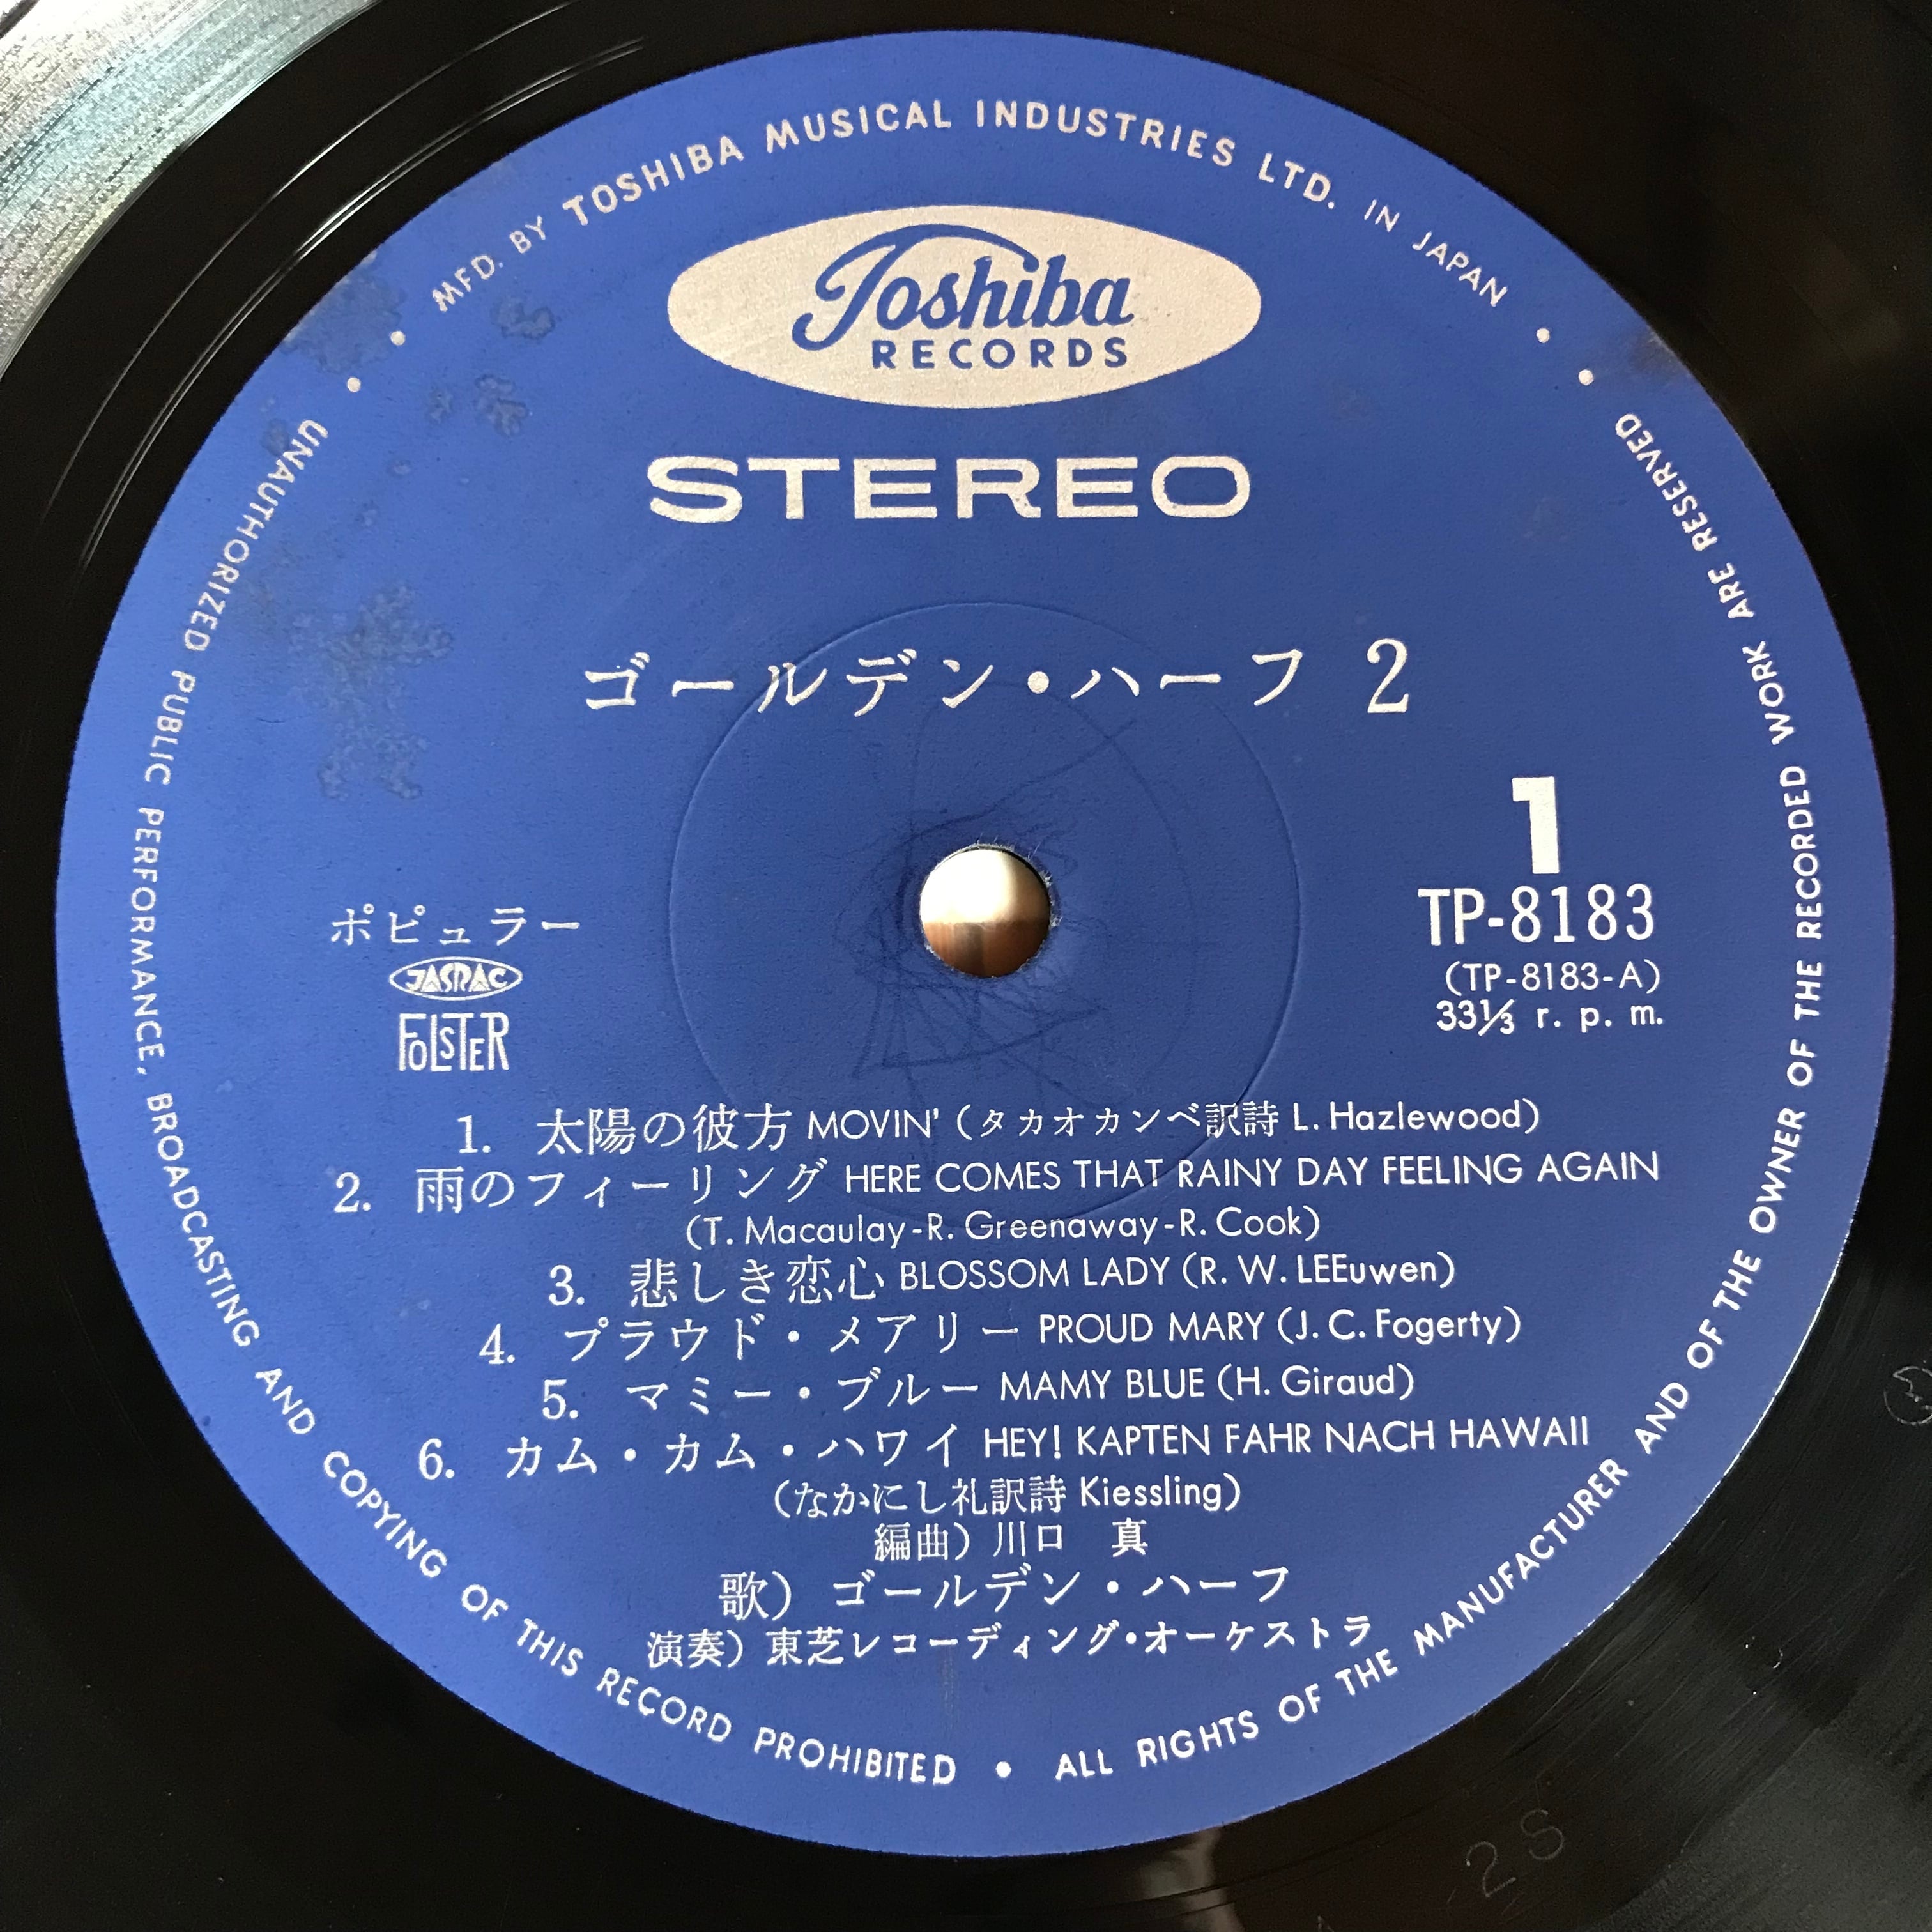 MFD. BY TOSHIBA MUSICAL INDUSTRIES LTD. IN JAPAN
Toshiba
RECORDS
STEREO
ゴールデン・ハーフ 2
1
TP-8183
(TP-8183-A)
33⅓ r. p. m.
ポピュラー
JASRAC
FOLSTER
1. 太陽の彼方 MOVIN' (タカオカンベ訳詩 L. Hazlewood)
2. 雨のフィーリング HERE COMES THAT RAINY DAY FEELING AGAIN
(T. Macaulay-R. Greenaway-R. Cook)
3. 悲しき恋心 BLOSSOM LADY (R. W. LEEuwen)
4. プラウド・メアリー PROUD MARY (J. C. Fogerty)
5. マミー・ブルー MAMY BLUE (H. Giraud)
6. カム・カム・ハワイ HEY! KAPTEN FAHR NACH HAWAII
(なかにし礼訳詩 Kiessling)
編曲) 川口 真
歌) ゴールデン・ハーフ
演奏) 東芝レコーディング・オーケストラ
UNAUTHORIZED PUBLIC PERFORMANCE, BROADCASTING AND COPYING OF THIS RECORD PROHIBITED • ALL RIGHTS OF THE MANUFACTURER AND OF THE OWNER OF THE RECORDED WORK ARE RESERVED
2S